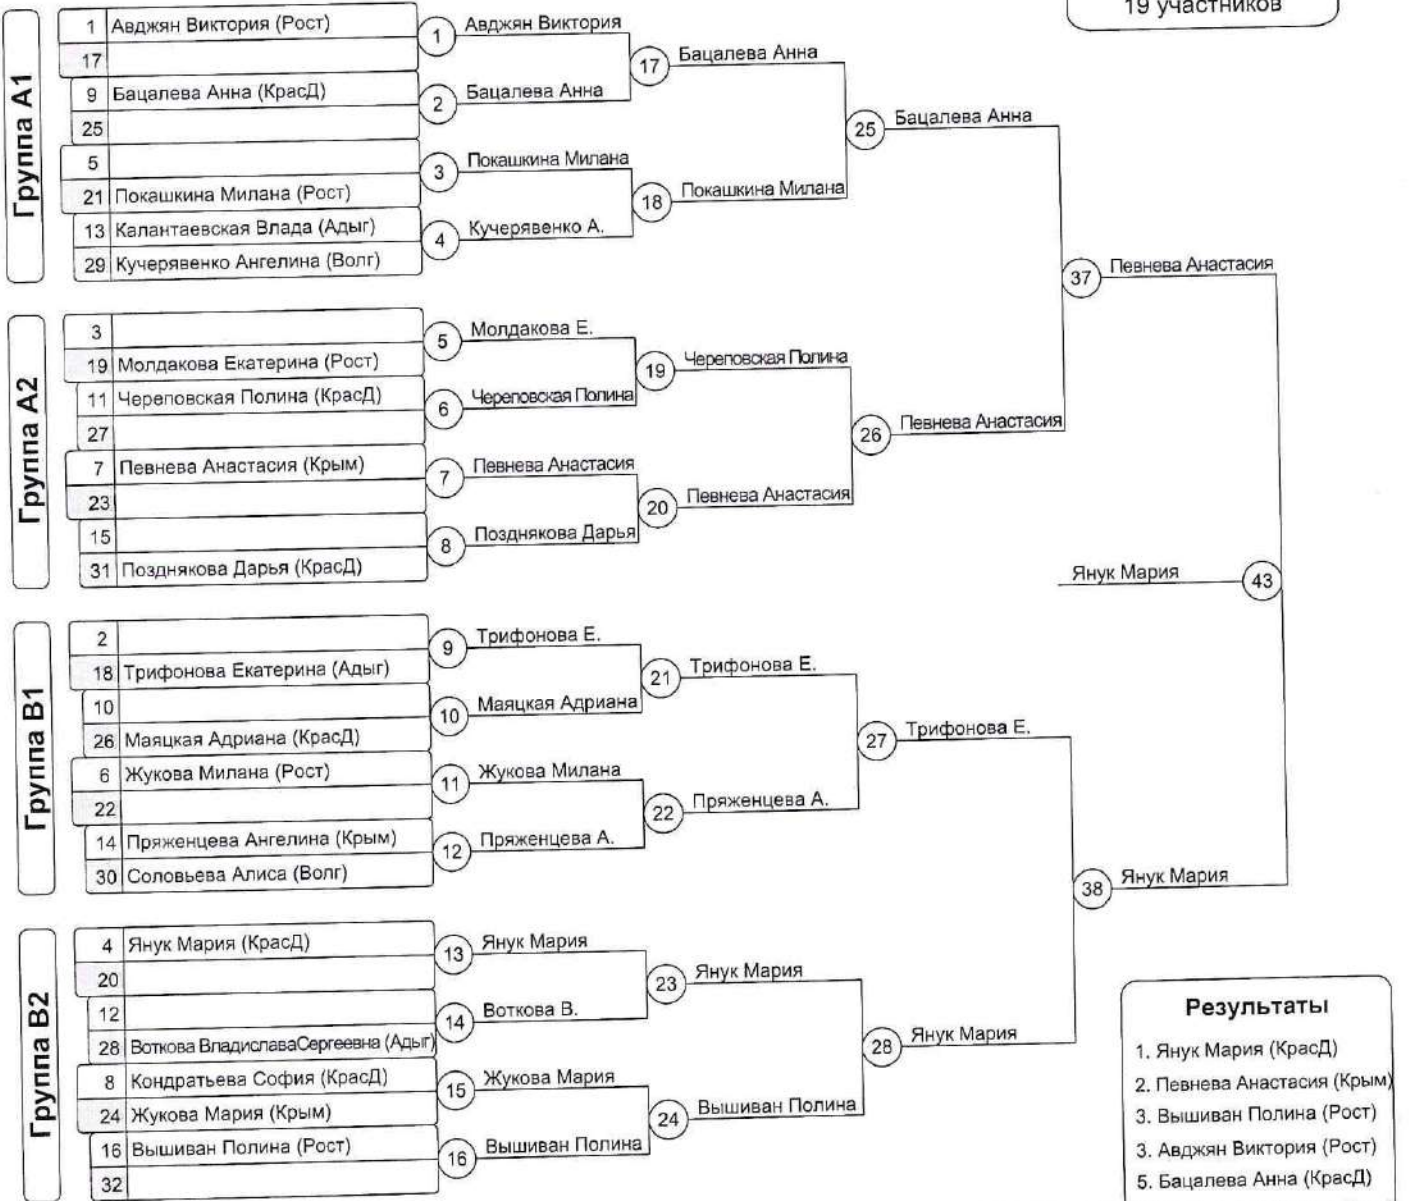 19 участников
Группа А1
1 Авджян Виктория (Рост)
17
9 Бацалева Анна (КрасД)
25
5
21 Покашкина Милана (Рост)
13 Калантаевская Влада (Адыг)
29 Кучерявенко Ангелина (Волг)
1 Авджян Виктория
2 Бацалева Анна
3 Покашкина Милана
4 Кучерявенко А.
17 Бацалева Анна
18 Покашкина Милана
25 Бацалева Анна
Группа А2
3
19 Молдакова Екатерина (Рост)
11 Череповская Полина (КрасД)
27
7 Певнева Анастасия (Крым)
23
15
31 Позднякова Дарья (КрасД)
5 Молдакова Е.
6 Череповская Полина
7 Певнева Анастасия
8 Позднякова Дарья
19 Череповская Полина
20 Певнева Анастасия
26 Певнева Анастасия
37 Певнева Анастасия
Янук Мария 43
Группа В1
2
18 Трифонова Екатерина (Адыг)
10
26 Маяцкая Адриана (КрасД)
6 Жукова Милана (Рост)
22
14 Пряженцева Ангелина (Крым)
30 Соловьева Алиса (Волг)
9 Трифонова Е.
10 Маяцкая Адриана
11 Жукова Милана
12 Пряженцева А.
21 Трифонова Е.
22 Пряженцева А.
27 Трифонова Е.
38 Янук Мария
Группа В2
4 Янук Мария (КрасД)
20
12
28 Воткова ВладиславаСергеевна (Адыг)
8 Кондратьева София (КрасД)
24 Жукова Мария (Крым)
16 Вышиван Полина (Рост)
32
13 Янук Мария
14 Воткова В.
15 Жукова Мария
16 Вышиван Полина
23 Янук Мария
24 Вышиван Полина
28 Янук Мария
Результаты
1. Янук Мария (КрасД)
2. Певнева Анастасия (Крым)
3. Вышиван Полина (Рост)
3. Авджян Виктория (Рост)
5. Бацалева Анна (КрасД)